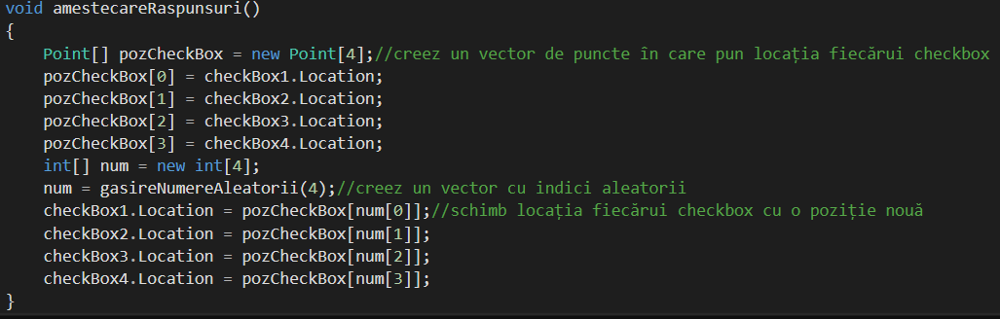 void amestecareRaspunsuri()
{
    Point[] pozCheckBox = new Point[4];//creez un vector de puncte în care pun locația fiecărui checkbox
    pozCheckBox[0] = checkBox1.Location;
    pozCheckBox[1] = checkBox2.Location;
    pozCheckBox[2] = checkBox3.Location;
    pozCheckBox[3] = checkBox4.Location;
    int[] num = new int[4];
    num = gasireNumereAleatorii(4);//creez un vector cu indici aleatorii
    checkBox1.Location = pozCheckBox[num[0]];//schimb locația fiecărui checkbox cu o poziție nouă
    checkBox2.Location = pozCheckBox[num[1]];
    checkBox3.Location = pozCheckBox[num[2]];
    checkBox4.Location = pozCheckBox[num[3]];
}